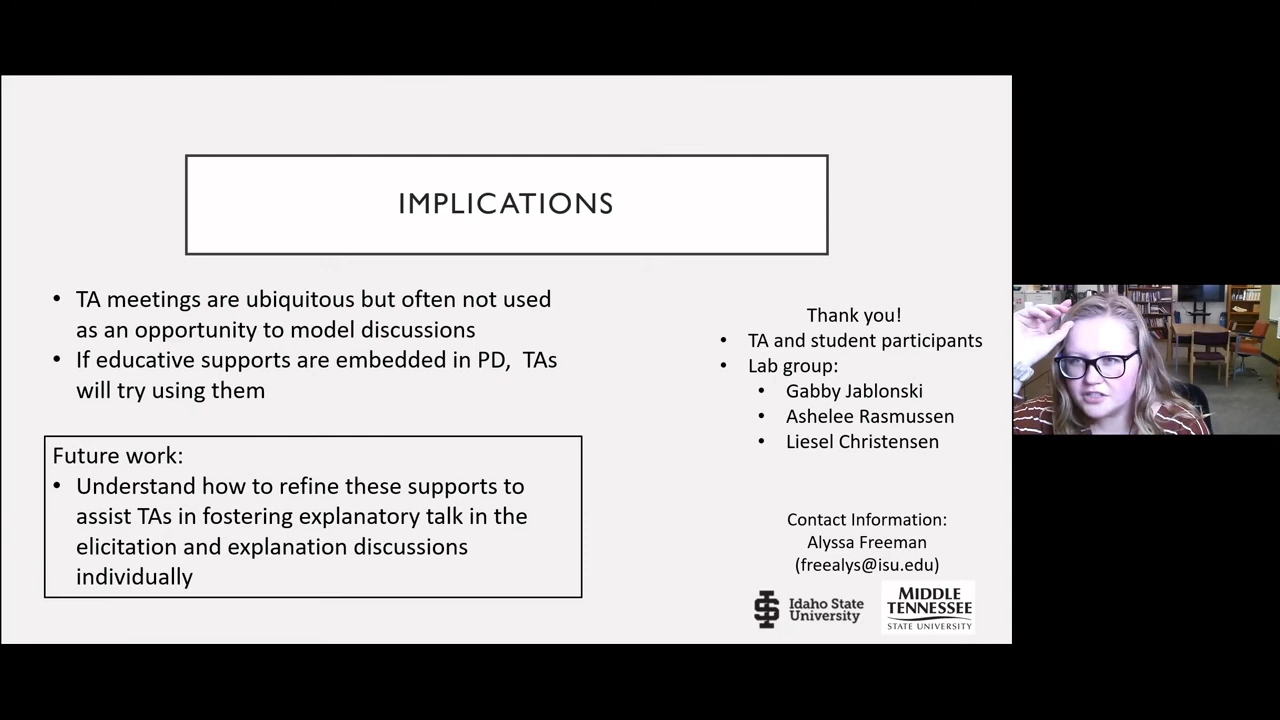 IMPLICATIONS
• TA meetings are ubiquitous but often not used
as an opportunity to model discussions
• If educative supports are embedded in PD, TAs
will try using them
Future work:
• Understand how to refine these supports to
assist TAs in fostering explanatory talk in the
elicitation and explanation discussions
individually
Thank you!
• TA and student participants
• Lab group:
• Gabby Jablonski
• Ashelee Rasmussen
• Liesel Christensen
Contact Information:
Alyssa Freeman
(freealys@isu.edu)
Idaho State
University
MIDDLE
TENNESSEE
STATE UNIVERSITY